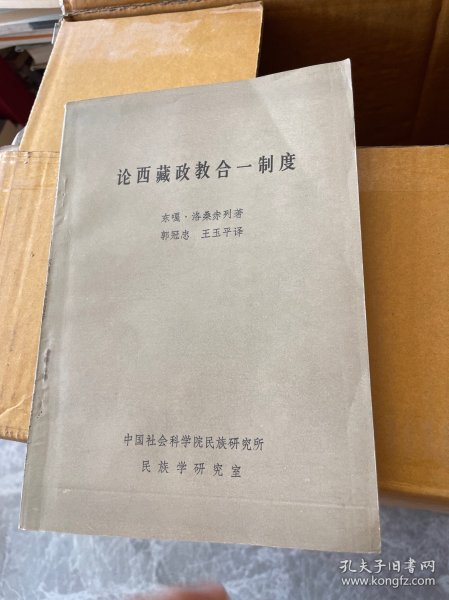 论西藏政教合一制度
东嘎·洛桑赤列著
郭冠忠 王玉平译
中国社会科学院民族研究所
民族学研究室
孔夫子旧书网
www.kongfz.com